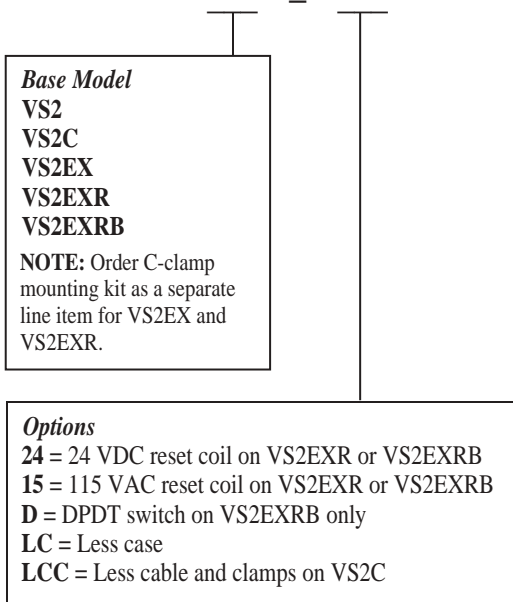 Base Model
VS2
VS2C
VS2EX
VS2EXR
VS2EXRB
NOTE: Order C-clamp
mounting kit as a separate
line item for VS2EX and
VS2EXR.
Options
24 = 24 VDC reset coil on VS2EXR or VS2EXRB
15 = 115 VAC reset coil on VS2EXR or VS2EXRB
D = DPDT switch on VS2EXRB only
LC = Less case
LCC = Less cable and clamps on VS2C